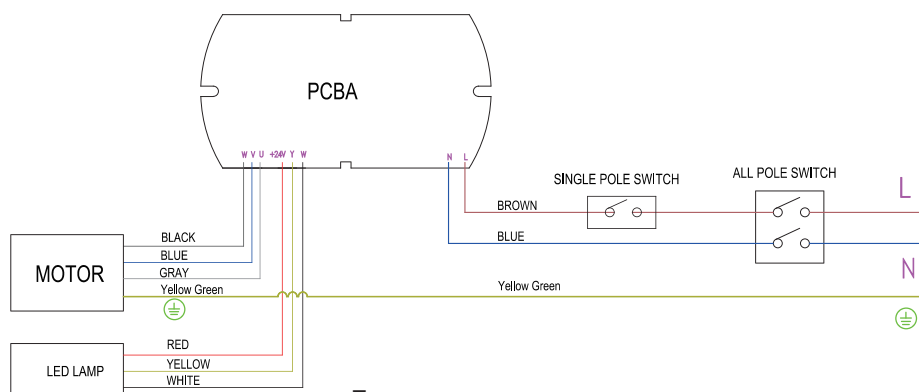 PCBA
W V U +24V Y W
N L
SINGLE POLE SWITCH
ALL POLE SWITCH
L
BROWN
BLUE
N
MOTOR
BLACK
BLUE
GRAY
Yellow Green
Yellow Green
LED LAMP
RED
YELLOW
WHITE